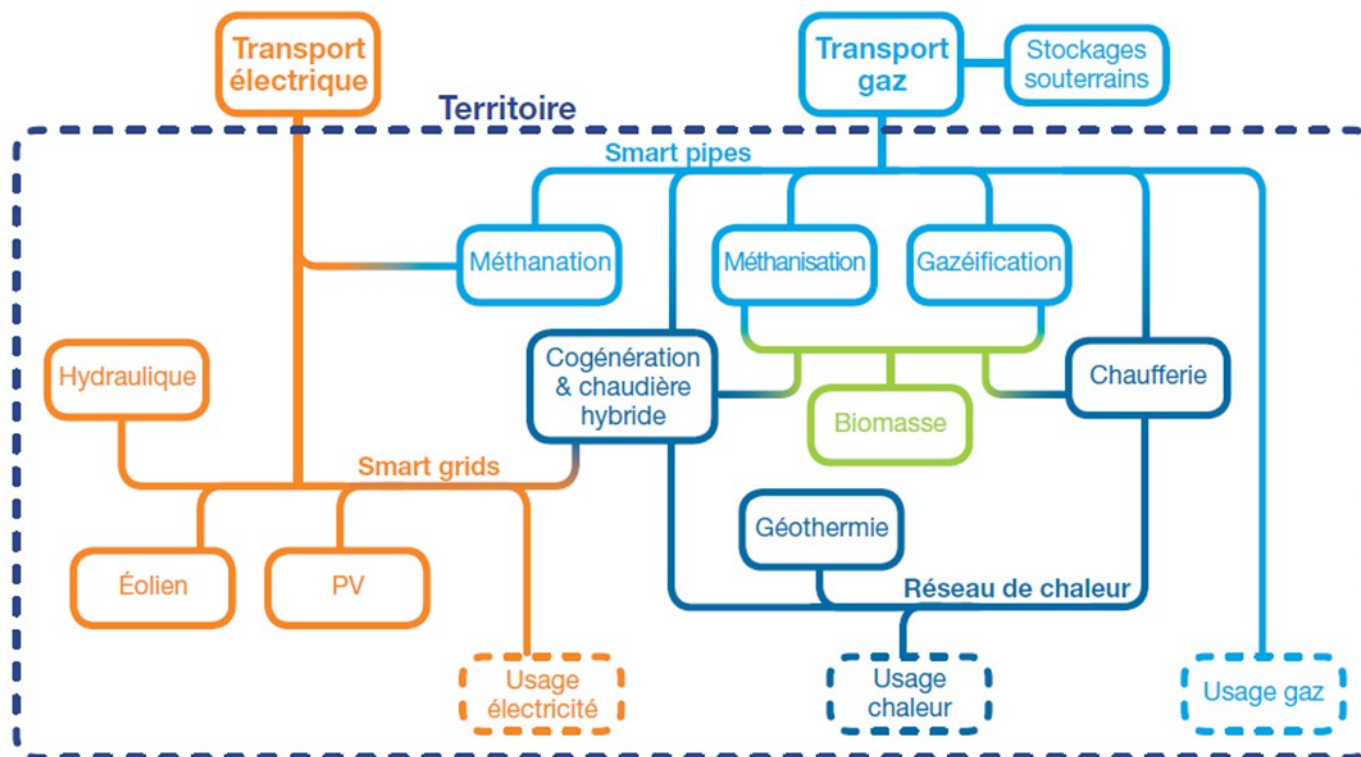 Transport
électrique
Transport
gaz
Stockages
souterrains
Territoire
Smart pipes
Méthanation
Méthanisation
Gazéification
Hydraulique
Cogénération
& chaudière
hybride
Chaufferie
Biomasse
Smart grids
Géothermie
Éolien
PV
Réseau de chaleur
Usage
électricité
Usage
chaleur
Usage gaz